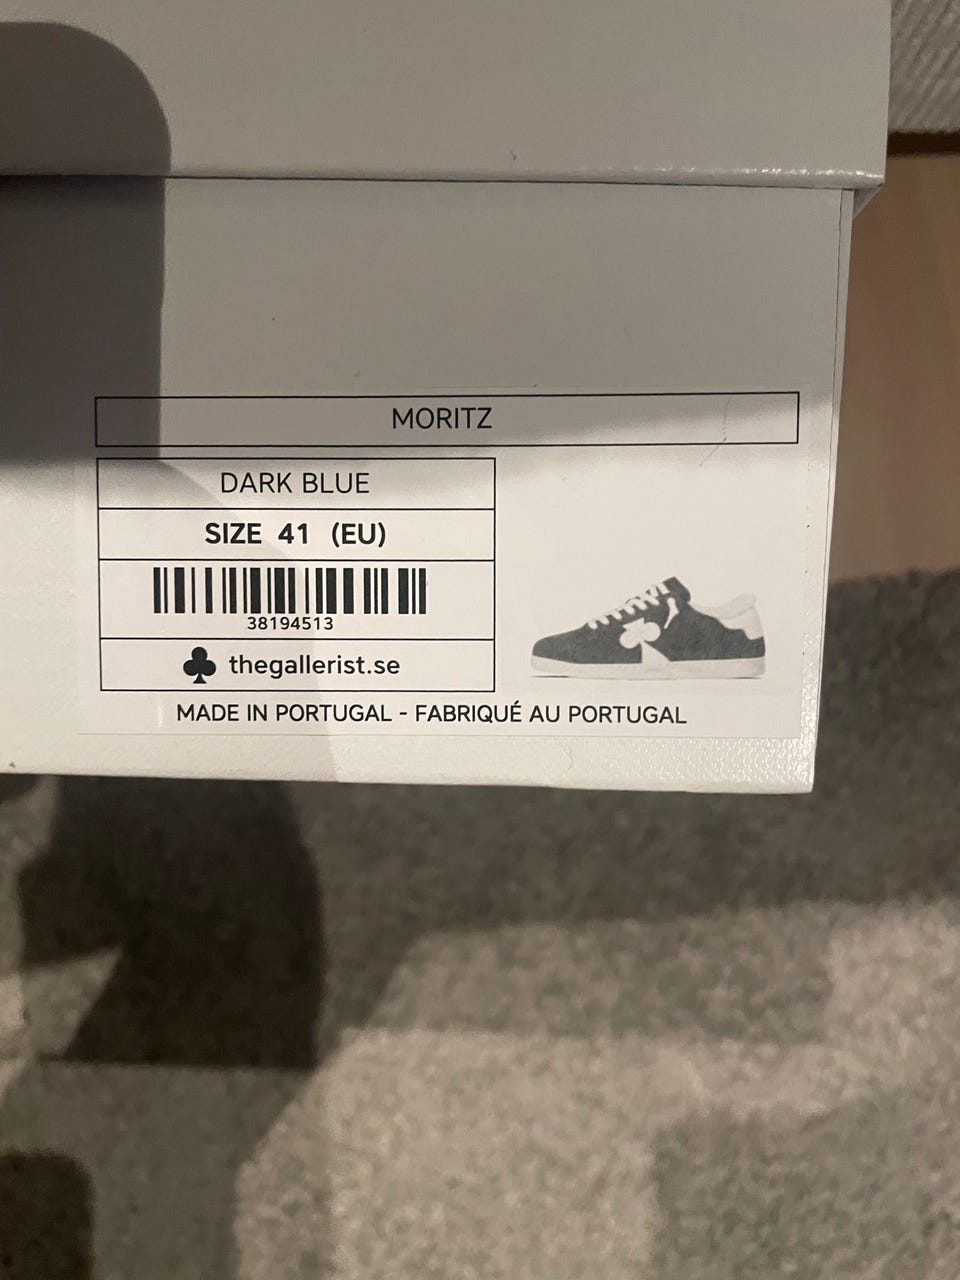 MORITZ
DARK BLUE
SIZE 41 (EU)
38194513
thegallerist.se
MADE IN PORTUGAL - FABRIQUÉ AU PORTUGAL